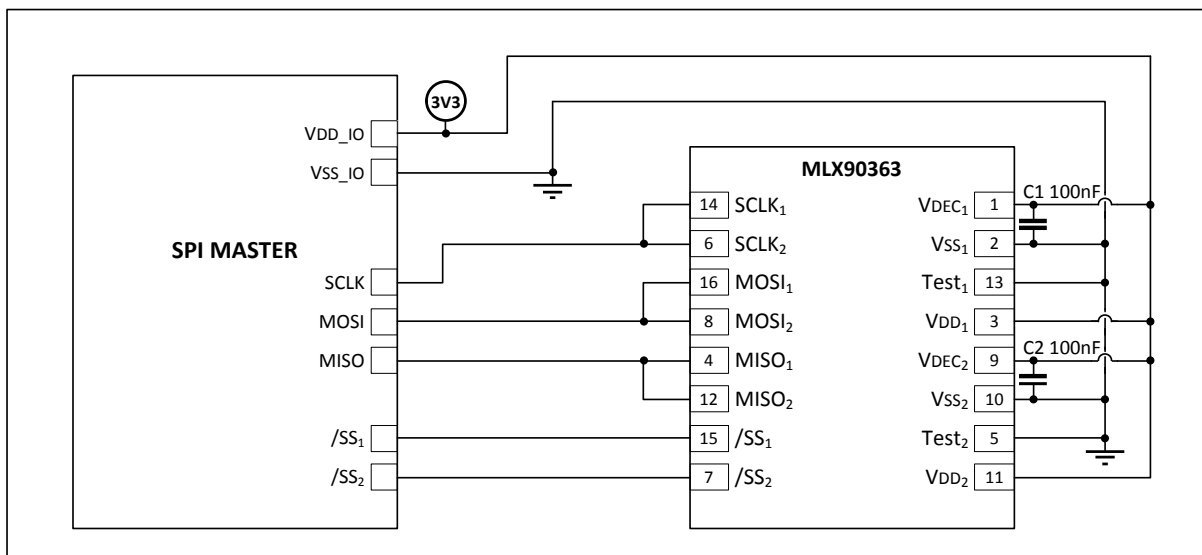 3V3
VDD_IO
VSS_IO
SPI MASTER
SCLK
MOSI
MISO
/SS1
/SS2
MLX90363
14 SCLK1
6 SCLK2
16 MOSI1
8 MOSI2
4 MISO1
12 MISO2
15 /SS1
7 /SS2
VDEC1 1
C1 100nF
VSS1 2
Test1 13
VDD1 3
VDEC2 9
C2 100nF
VSS2 10
Test2 5
VDD2 11